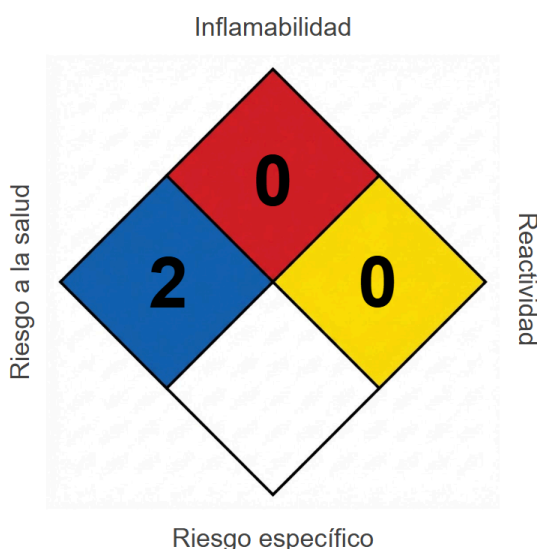 Inflamabilidad
0
Riesgo a la salud
2
0
Reactividad
Riesgo específico